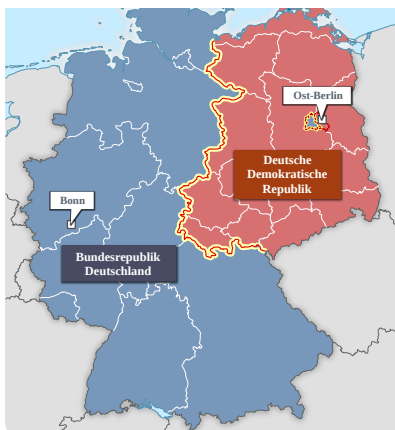 Ost-Berlin
Deutsche
Demokratische
Republik
Bonn
Bundesrepublik
Deutschland